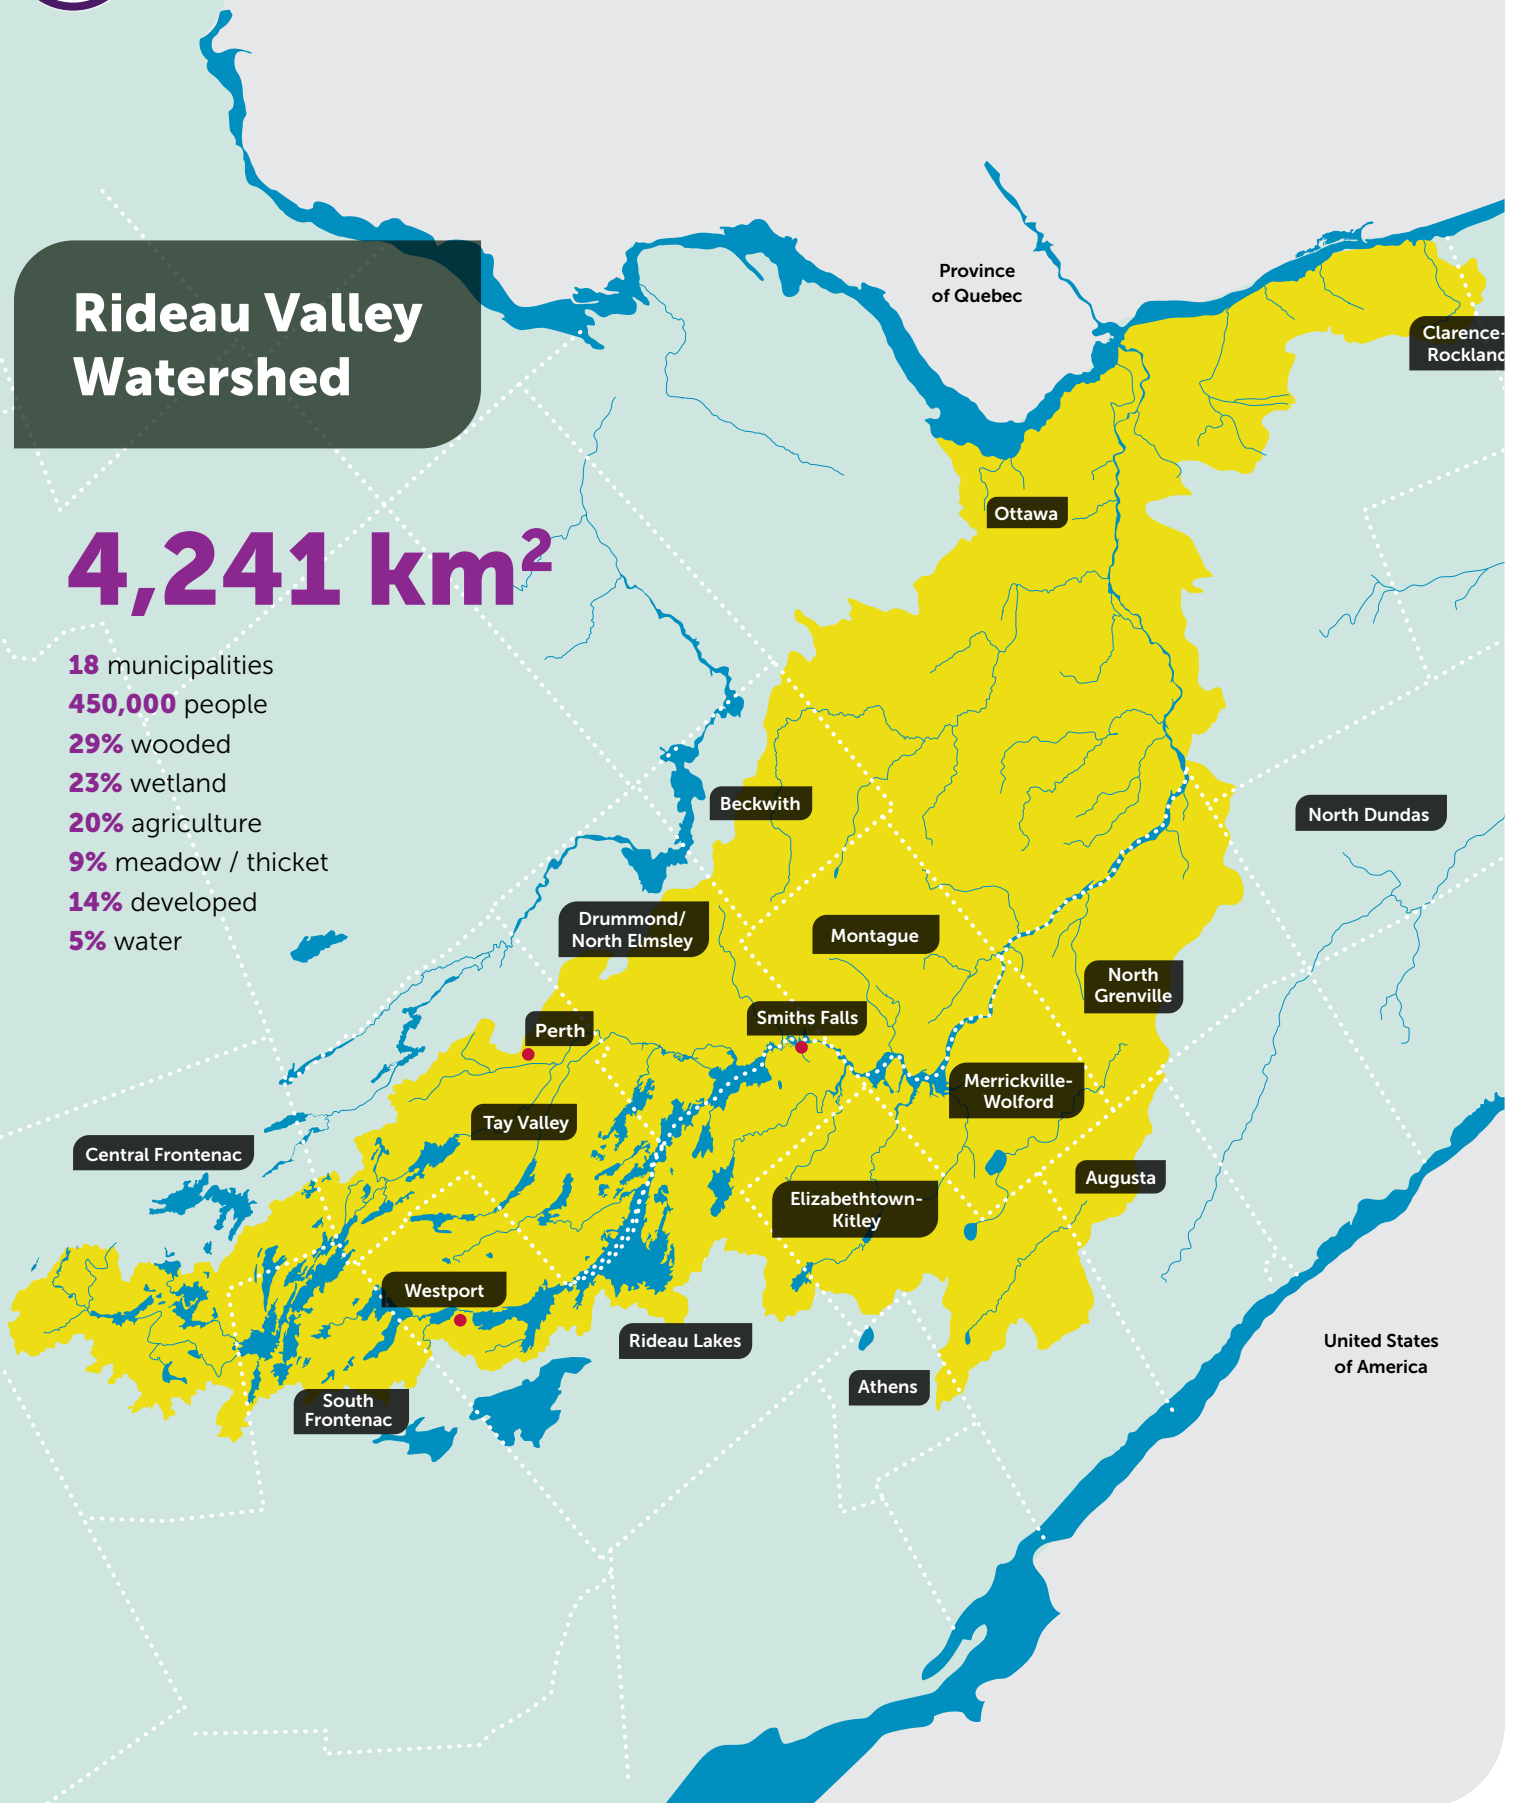 Province
of Quebec
Rideau Valley
Watershed
Clarence-
Rockland
Ottawa
4,241 km²
18 municipalities
450,000 people
29% wooded
23% wetland
20% agriculture
9% meadow / thicket
14% developed
5% water
Beckwith
North Dundas
Drummond/
North Elmsley
Montague
North
Grenville
Smiths Falls
Perth
Merrickville-
Wolford
Tay Valley
Central Frontenac
Augusta
Elizabethtown-
Kitley
Westport
Rideau Lakes
United States
of America
Athens
South
Frontenac